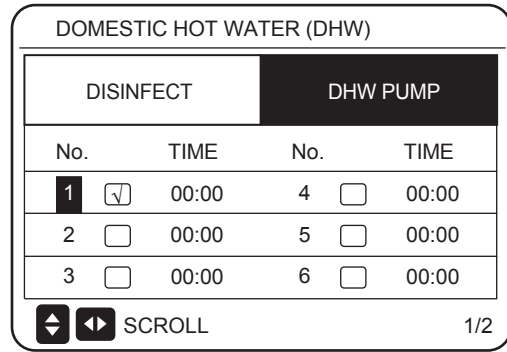 DOMESTIC HOT WATER (DHW)
DISINFECT DHW PUMP
No. TIME No. TIME
1 √ 00:00 4 00:00
2 00:00 5 00:00
3 00:00 6 00:00
SCROLL 1/2